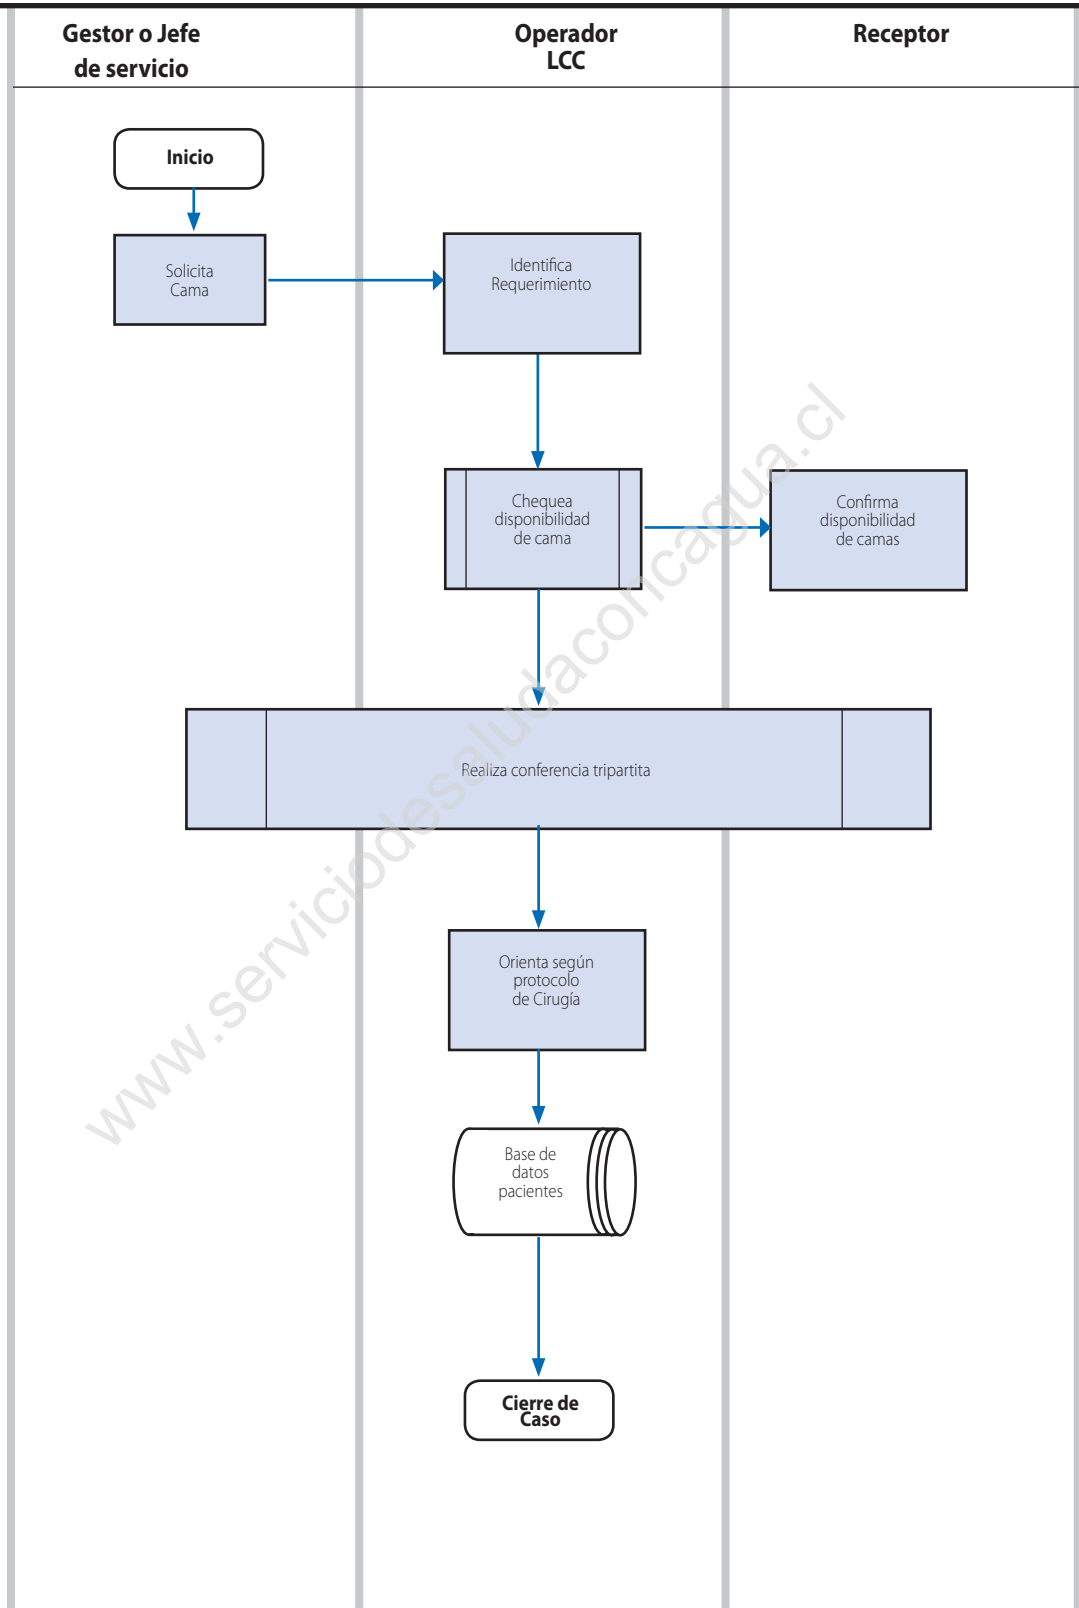 Gestor o Jefe
de servicio
Operador
LCC
Receptor
Inicio
Solicita
Cama
Identifica
Requerimiento
Chequea
disponibilidad
de cama
Confirma
disponibilidad
de camas
Realiza conferencia tripartita
Orienta según
protocolo
de Cirugía
Base de
datos
pacientes
Cierre de
Caso
www.serviciodesaludaconcagua.cl